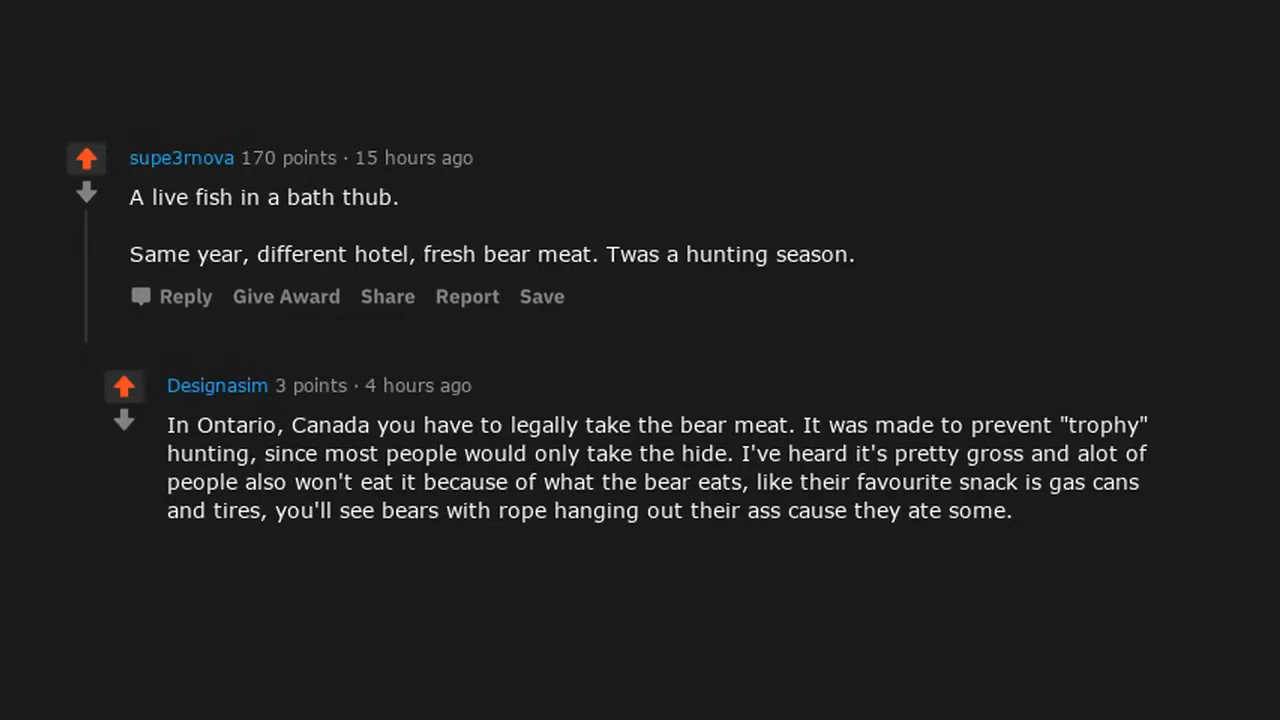 supe3rnova 170 points · 15 hours ago
A live fish in a bath thub.
Same year, different hotel, fresh bear meat. Twas a hunting season.
Reply Give Award Share Report Save
Designasim 3 points · 4 hours ago
In Ontario, Canada you have to legally take the bear meat. It was made to prevent "trophy"
hunting, since most people would only take the hide. I've heard it's pretty gross and alot of
people also won't eat it because of what the bear eats, like their favourite snack is gas cans
and tires, you'll see bears with rope hanging out their ass cause they ate some.